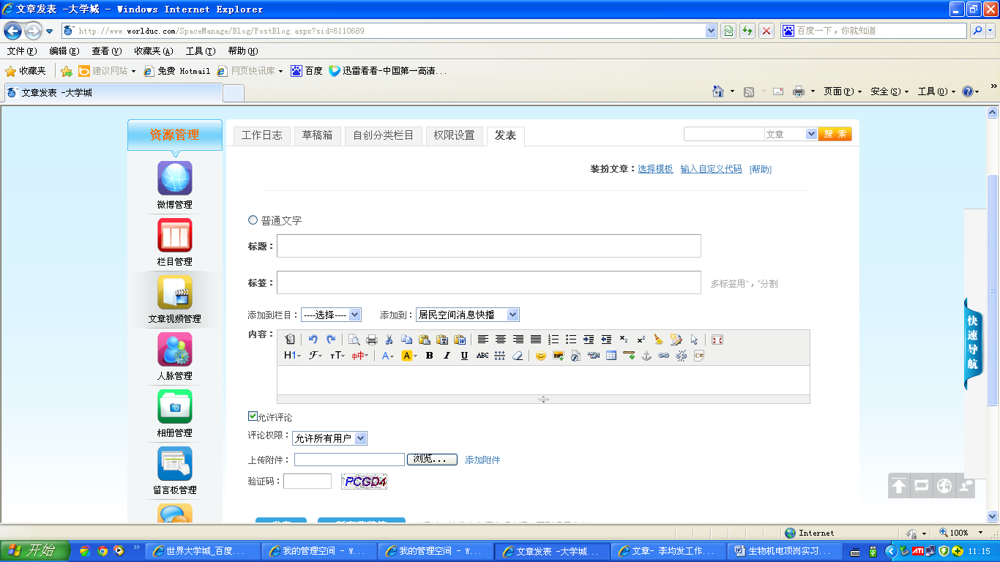 文章发表 -大学城 - Windows Internet Explorer
http://www.worlduc.com/SpaceManage/Blog/PostBlog.aspx?sid=6110689
百度一下，你就知道
文件(F) 编辑(E) 查看(V) 收藏夹(A) 工具(T) 帮助(H)
收藏夹 建议网站 免费 Hotmail 网页快讯库 百度 迅雷看看-中国第一高清...
文章发表 -大学城
页面(P) 安全(S) 工具(O)
资源管理
工作日志 草稿箱 自创分类栏目 权限设置 发表
文章 搜 索
装扮文章：选择模板 输入自定义代码 [帮助]
微博管理
普通文字
标题：
栏目管理
标签：
多标签用“，”分割
文章视频管理
添加到栏目：----选择---- 添加到：居民空间消息快播
内容：
H1 F TT 中中 A A B I U ABC
C#
人脉管理
允许评论
相册管理
评论权限：允许所有用户
上传附件： 浏览... 添加附件
验证码： PCGD4
留言板管理
快速导航
Internet 100%
开始 世界大学城_百度... 我的管理空间 - W... 我的管理空间 - W... 文章发表 -大学城... 文章- 李均发工作... 生物机电顶岗实习... 11:15